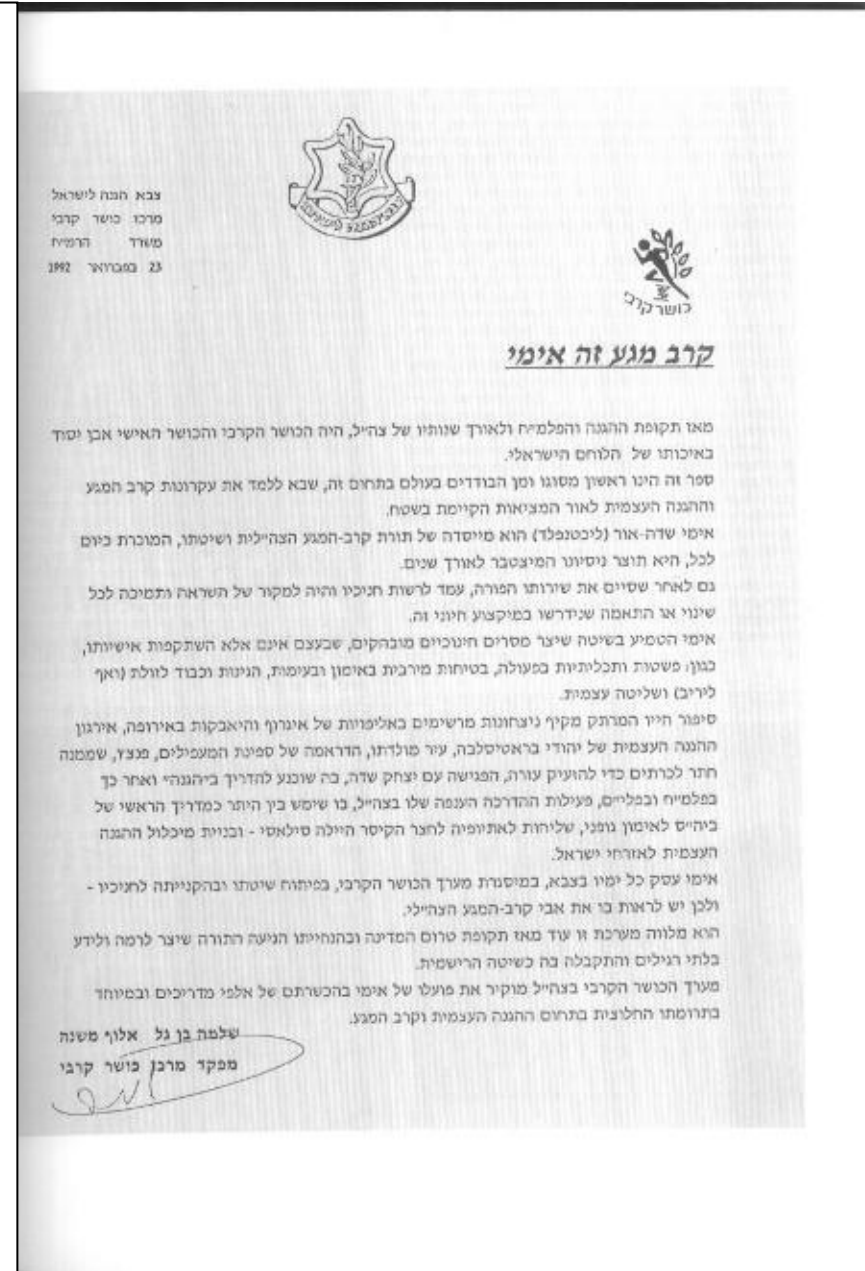 צבא הגנה לישראל
מרכז כושר קרבי
משרד הרמ״ח
23 בפברואר 1992
כושר קרבי
קרב מגע זה אימי
מאז תקופת ההגנה והפלמ״ח ולאורך שנותיו של צה״ל, היה הכושר הקרבי והכושר האישי אבן יסוד
באיכותו של הלוחם הישראלי.
ספר זה הינו ראשון מסוגו ומן הבודדים בעולם בתחום זה, שבא ללמד את עקרונות קרב המגע
וההגנה העצמית לאור המציאות הקיימת בשטח.
אימי שדה-אור (ליכטנפלד) הוא מייסדה של תורת קרב-המגע הצה״לית ושיטתו, המוכרת כיום
לכל, היא תוצר ניסיונו המיצטבר לאורך שנים.
גם לאחר שסיים את שירותו הפורה, עמד לרשות חניכיו והיה למקור של השראה ותמיכה לכל
שינוי או התאמה שנידרשו במיקצוע חיוני זה.
אימי הטמיע בשיטה שיצר מסרים חינוכיים מובהקים, שבעצם אינם אלא השתקפות אישיותו,
כגון: פשטות ותכליתיות בפעולה, בטיחות מירבית באימון ובעימות, הגינות וכבוד לזולת (ואף
ליריב) ושליטה עצמית.
סיפור חייו המרתק מקיף ניצחונות מרשימים באליפויות של איגרוף והיאבקות באירופה, אירגון
ההגנה העצמית של יהודי בראטיסלבה, עיר מולדתו, הדראמה של ספינת המעפילים, פנצ׳ו, שממנה
חתר לכרתים כדי להזעיק עזרה, הפגישה עם יצחק שדה, בה שוכנע להדריך ב״הגנה״ ואחר כך
בפלמ״ח ובפלי״ם, פעילות ההדרכה הענפה שלו בצה״ל, בו שימש בין היתר כמדריך הראשי של
ביה״ס לאימון גופני, שליחות לאתיופיה לחצר הקיסר היילה סילאסי - ובניית מיכלול ההגנה
העצמית לאזרחי ישראל.
אימי עסק כל ימיו בצבא, במיסגרת מערך הכושר הקרבי, בפיתוח שיטתו ובהקנייתה לחניכיו -
ולכן יש לראות בו את אבי קרב-המגע הצה״לי.
הוא מלווה מערכת זו עוד מאז תקופת טרום המדינה ובהנחייתו הגיעה התורה שיצר לרמה ולידע
בלתי רגילים והתקבלה בה כשיטה הרישמית.
מערך הכושר הקרבי בצה״ל מוקיר את פועלו של אימי בהכשרתם של אלפי מדריכים ובמיוחד
בתרומתו החלוצית בתחום ההגנה העצמית וקרב המגע.
שלמה בן גל אלוף משנה
מפקד מרכז כושר קרבי